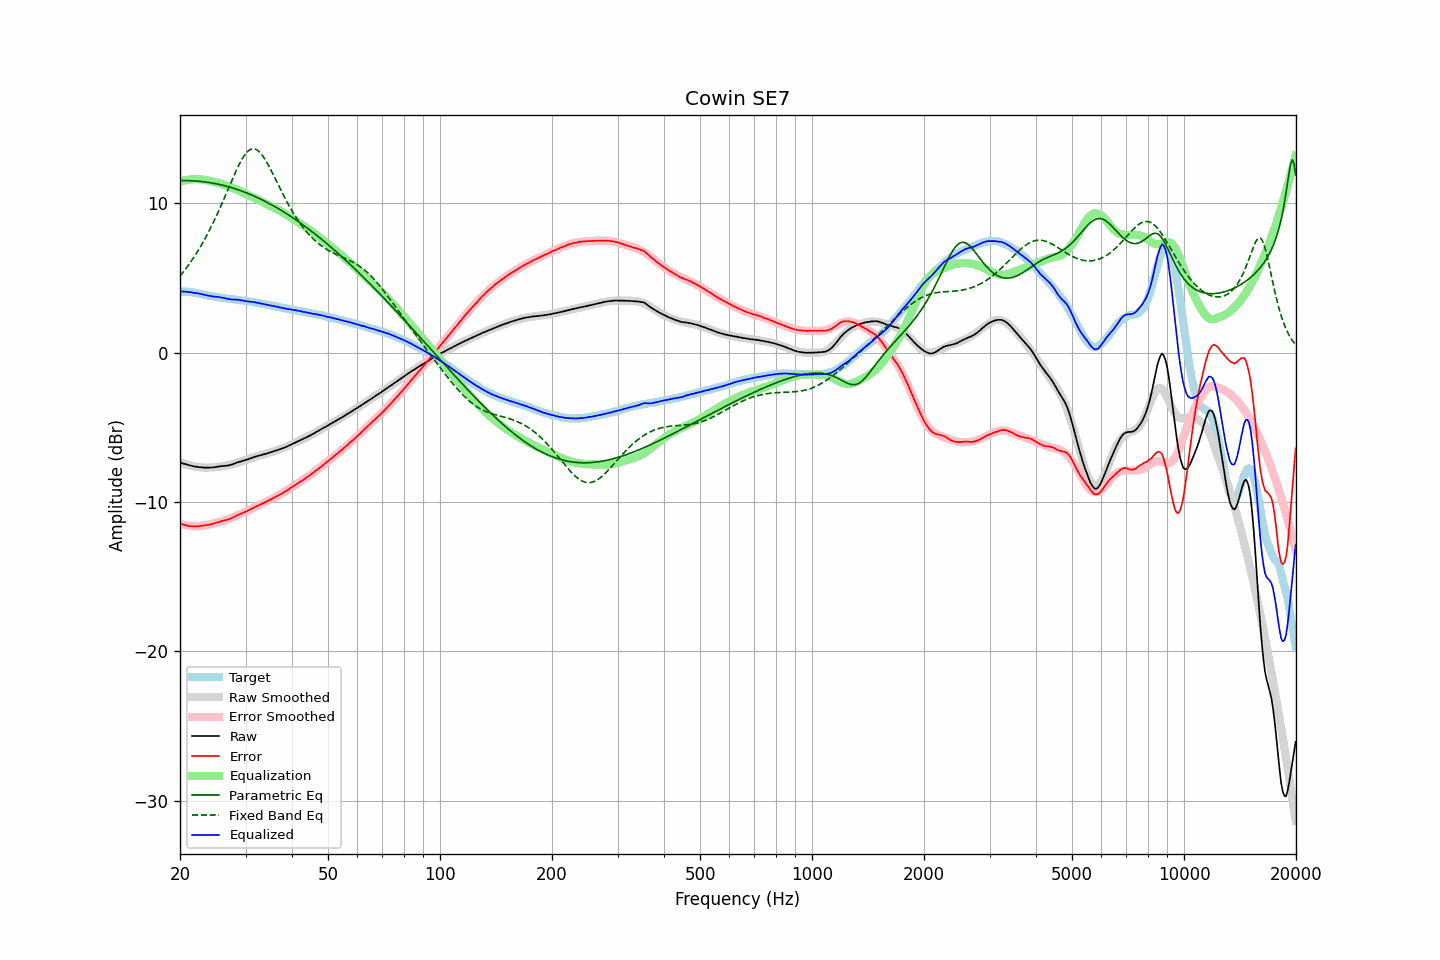 Cowin SE7
Amplitude (dBr)
10
0
−10
−20
−30
Target
Raw Smoothed
Error Smoothed
Raw
Error
Equalization
Parametric Eq
Fixed Band Eq
Equalized
20 50 100 200 500 1000 2000 5000 10000 20000
Frequency (Hz)